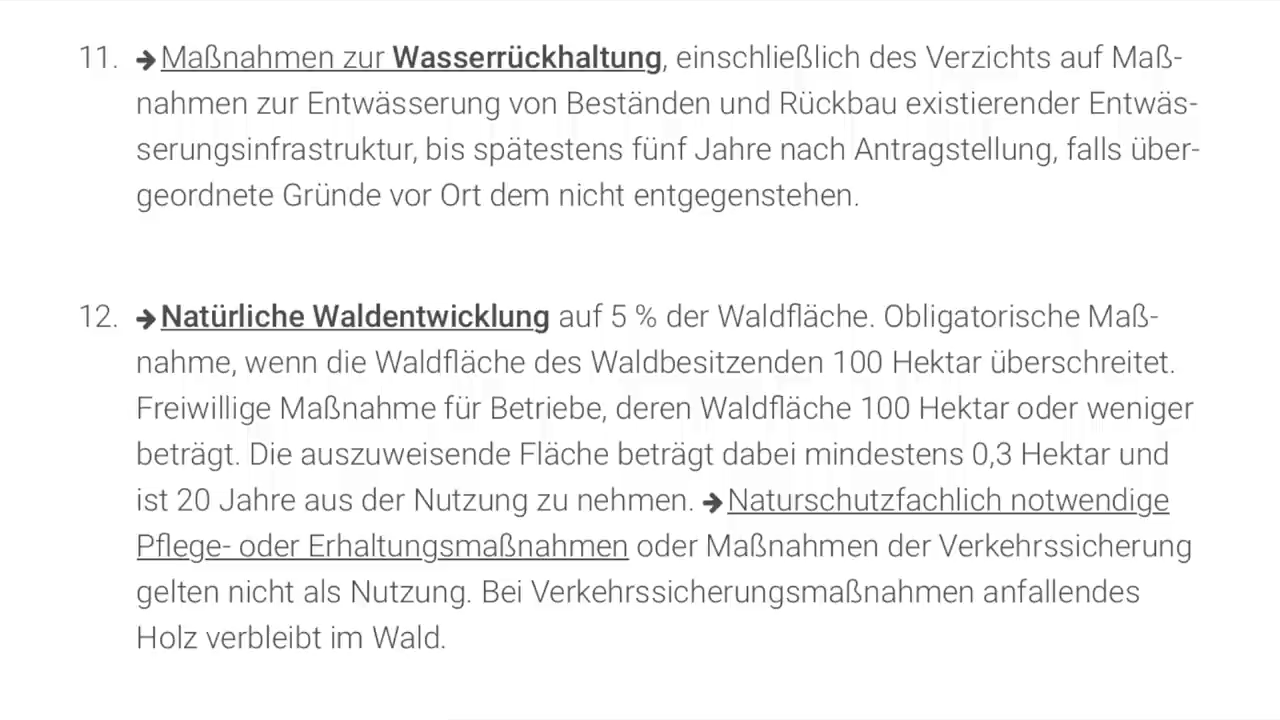 11. ➔ Maßnahmen zur Wasserrückhaltung, einschließlich des Verzichts auf Maß-
nahmen zur Entwässerung von Beständen und Rückbau existierender Entwäs-
serungsinfrastruktur, bis spätestens fünf Jahre nach Antragstellung, falls über-
geordnete Gründe vor Ort dem nicht entgegenstehen.
12. ➔ Natürliche Waldentwicklung auf 5 % der Waldfläche. Obligatorische Maß-
nahme, wenn die Waldfläche des Waldbesitzenden 100 Hektar überschreitet.
Freiwillige Maßnahme für Betriebe, deren Waldfläche 100 Hektar oder weniger
beträgt. Die auszuweisende Fläche beträgt dabei mindestens 0,3 Hektar und
ist 20 Jahre aus der Nutzung zu nehmen. ➔ Naturschutzfachlich notwendige
Pflege- oder Erhaltungsmaßnahmen oder Maßnahmen der Verkehrssicherung
gelten nicht als Nutzung. Bei Verkehrssicherungsmaßnahmen anfallendes
Holz verbleibt im Wald.